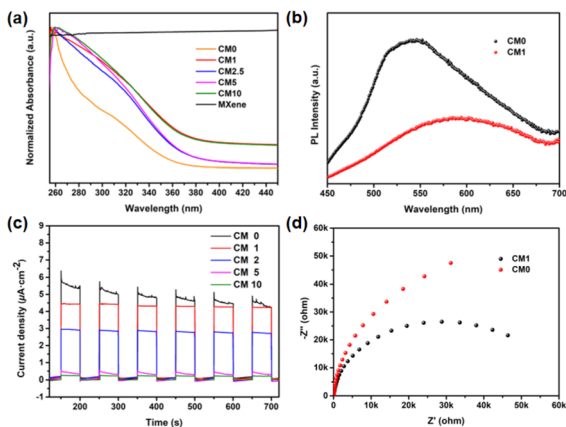 (a)
Normalized Absorbance (a.u.)
CM0
CM1
CM2.5
CM5
CM10
MXene
260 280 300 320 340 360 380 400 420 440
Wavelength (nm)
(b)
PL Intensity (a.u.)
CM0
CM1
450 500 550 600 650 700
Wavelength (nm)
(c)
Current density (μA·cm-2)
8
7
6
5
4
3
2
1
0
-1
CM 0
CM 1
CM 2
CM 5
CM 10
200 300 400 500 600 700
Time (s)
(d)
-Z'' (ohm)
60k
50k
40k
30k
20k
10k
0
CM1
CM0
0 10k 20k 30k 40k 50k 60k
Z' (ohm)